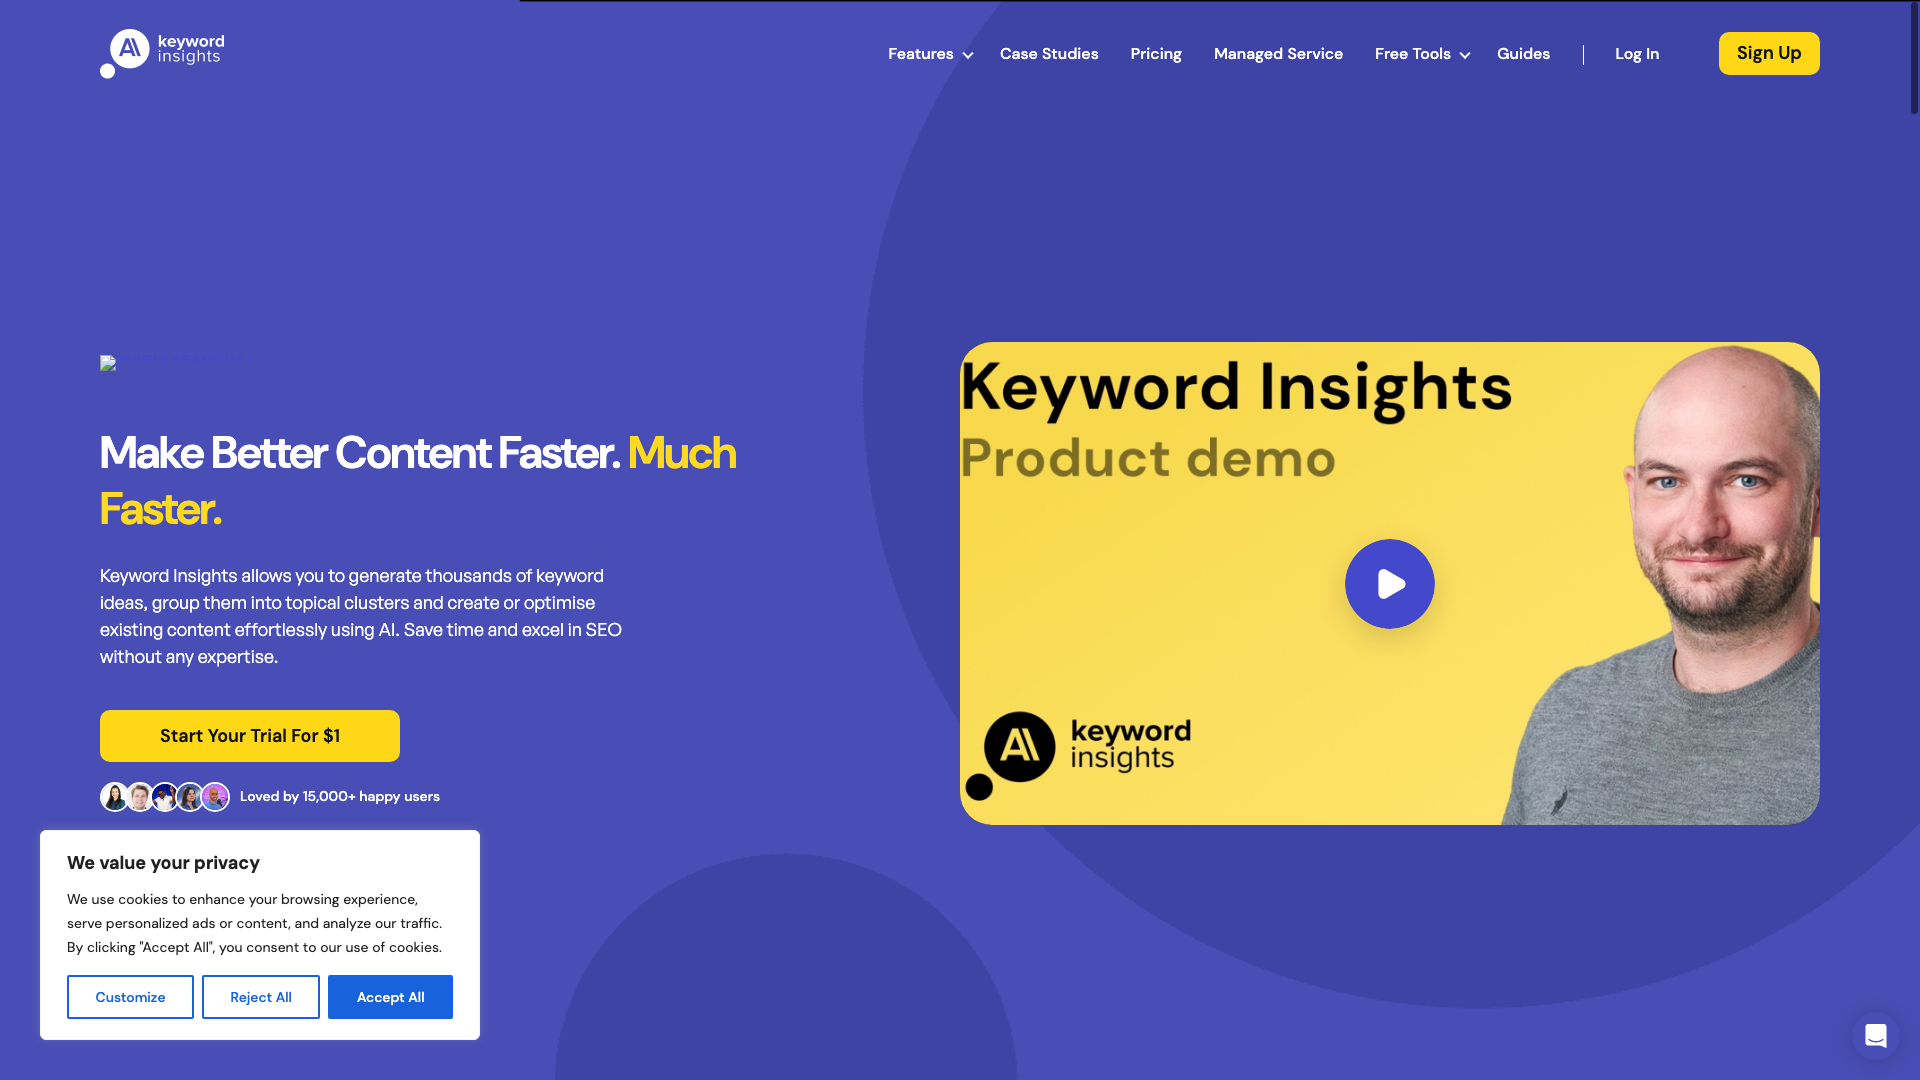 AI keyword
insights
Features
Case Studies
Pricing
Managed Service
Free Tools
Guides
Log In
Sign Up
Make Better Content Faster. Much
Faster.
Keyword Insights allows you to generate thousands of keyword
ideas, group them into topical clusters and create or optimise
existing content effortlessly using AI. Save time and excel in SEO
without any expertise.
Start Your Trial For $1
Loved by 15,000+ happy users
Keyword Insights
Product demo
AI keyword
insights
We value your privacy
We use cookies to enhance your browsing experience,
serve personalized ads or content, and analyze our traffic.
By clicking "Accept All", you consent to our use of cookies.
Customize
Reject All
Accept All